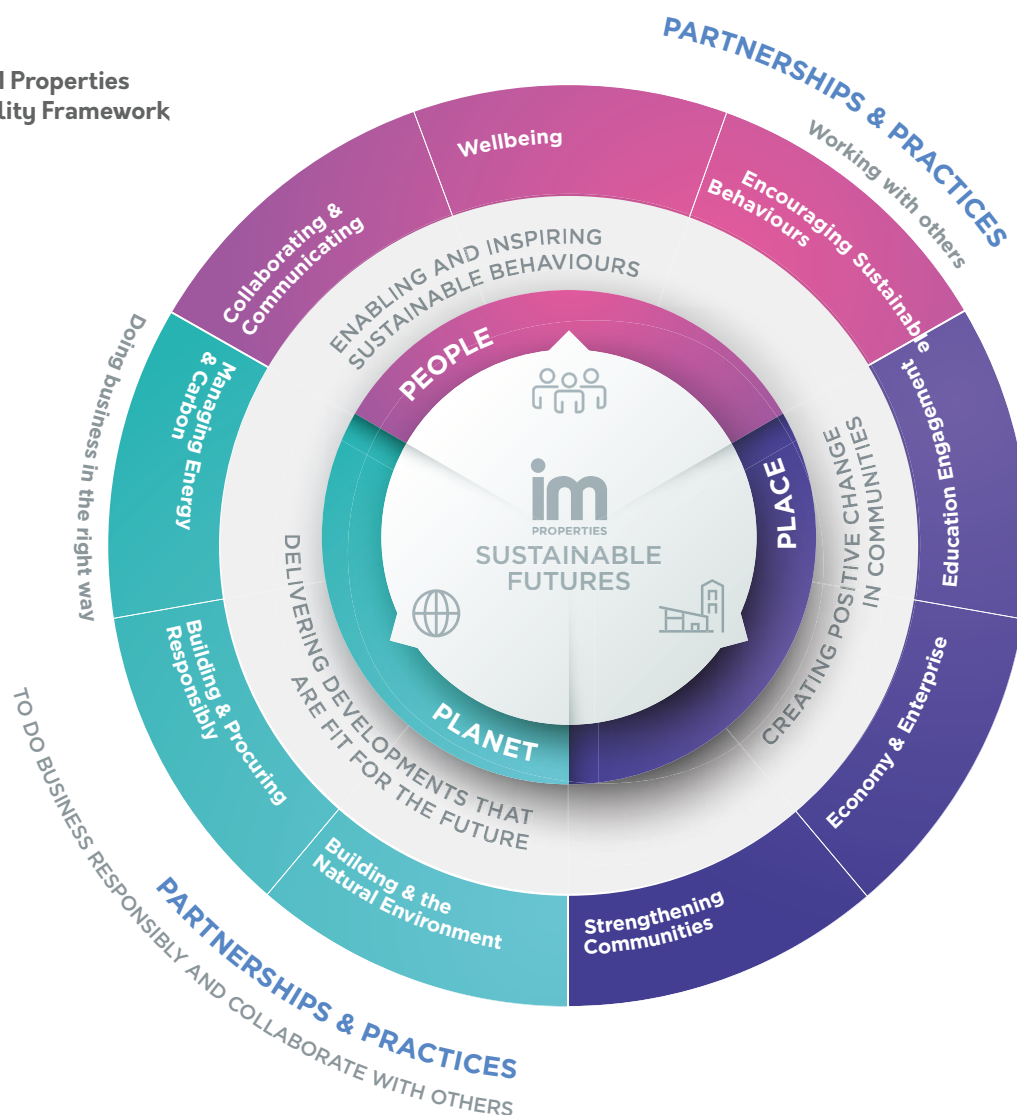 Properties
lity Framework
PARTNERSHIPS & PRACTICES
Working with others
Wellbeing
Encouraging Sustainable
Behaviours
Collaborating &
Communicating
ENABLING AND INSPIRING
SUSTAINABLE BEHAVIOURS
PEOPLE
Doing business in the right way
Managing Energy
& Carbon
Education Engagement
PLACE
CREATING POSITIVE CHANGE
IN COMMUNITIES
im
PROPERTIES
SUSTAINABLE
FUTURES
DELIVERING DEVELOPMENTS THAT
ARE FIT FOR THE FUTURE
PLANET
Building & Procuring
Responsibly
Economy & Enterprise
Building & the
Natural Environment
Strengthening
Communities
PARTNERSHIPS & PRACTICES
TO DO BUSINESS RESPONSIBLY AND COLLABORATE WITH OTHERS